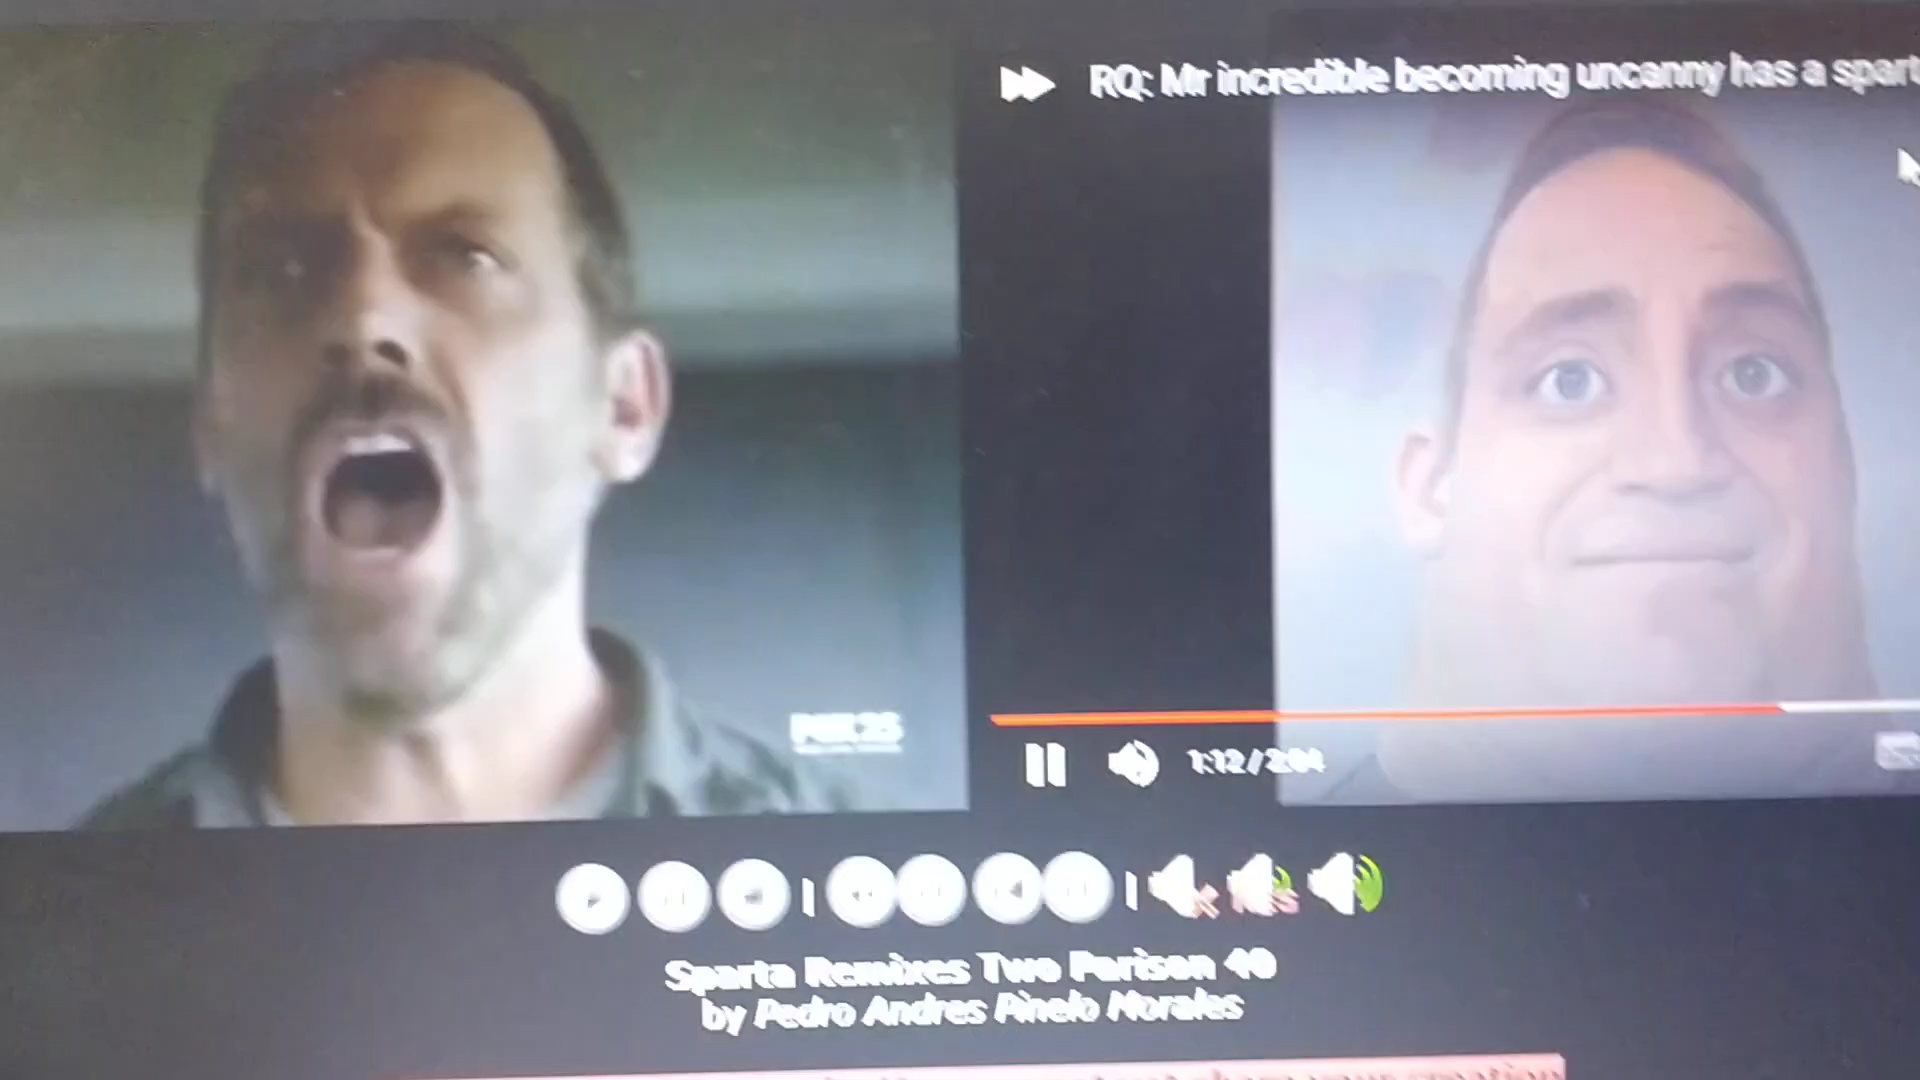 RQ: Mr incredible becoming uncanny has a spart
1:12 / 2:04
Sparta Remixes Two Parison 40
by Pedro Andres Pinelo Morales